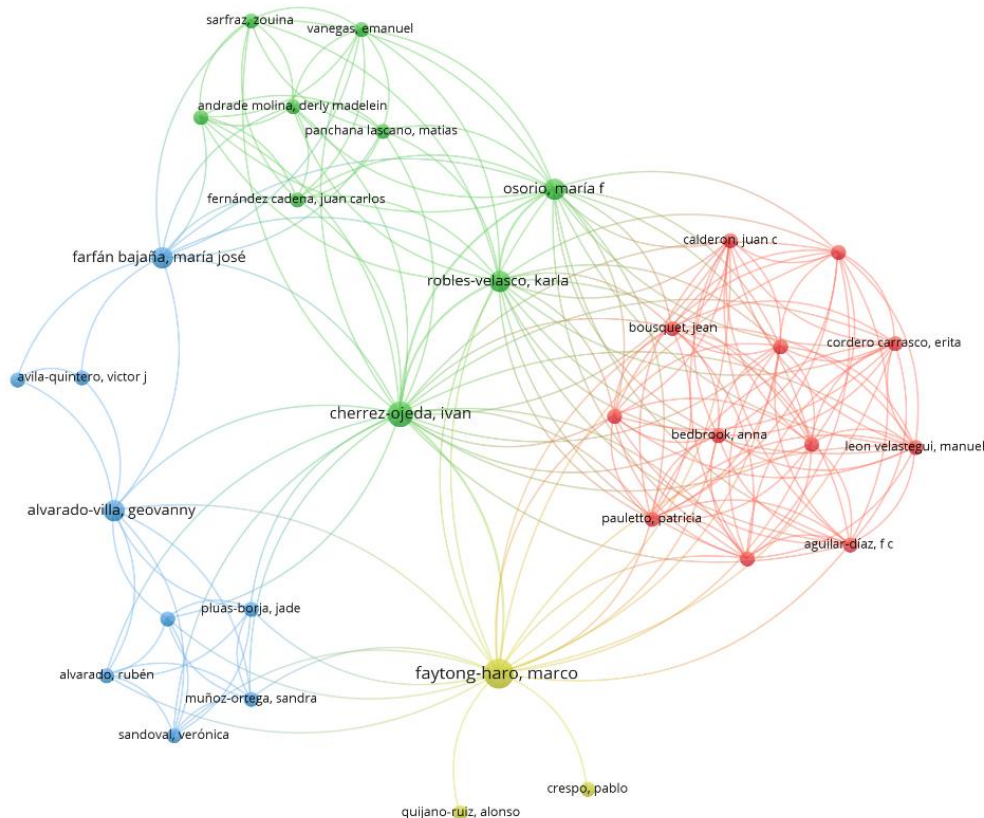 sarfraz, zouina
vanegas, emanuel
andrade molina, derly madelein
panchana lascano, matias
fernández cadena, juan carlos
osorio, maría f
calderon, juan c
farfán bajaña, maría josé
robles-velasco, karla
bousquet, jean
cordero carrasco, erita
avila-quintero, victor j
cherrez-ojeda, ivan
bedbrook, anna
leon velastegui, manuel
alvarado-villa, geovanny
pauletto, patricia
aguilar-díaz, f c
pluas-borja, jade
alvarado, rubén
faytong-haro, marco
muñoz-ortega, sandra
sandoval, verónica
crespo, pablo
quijano-ruiz, alonso